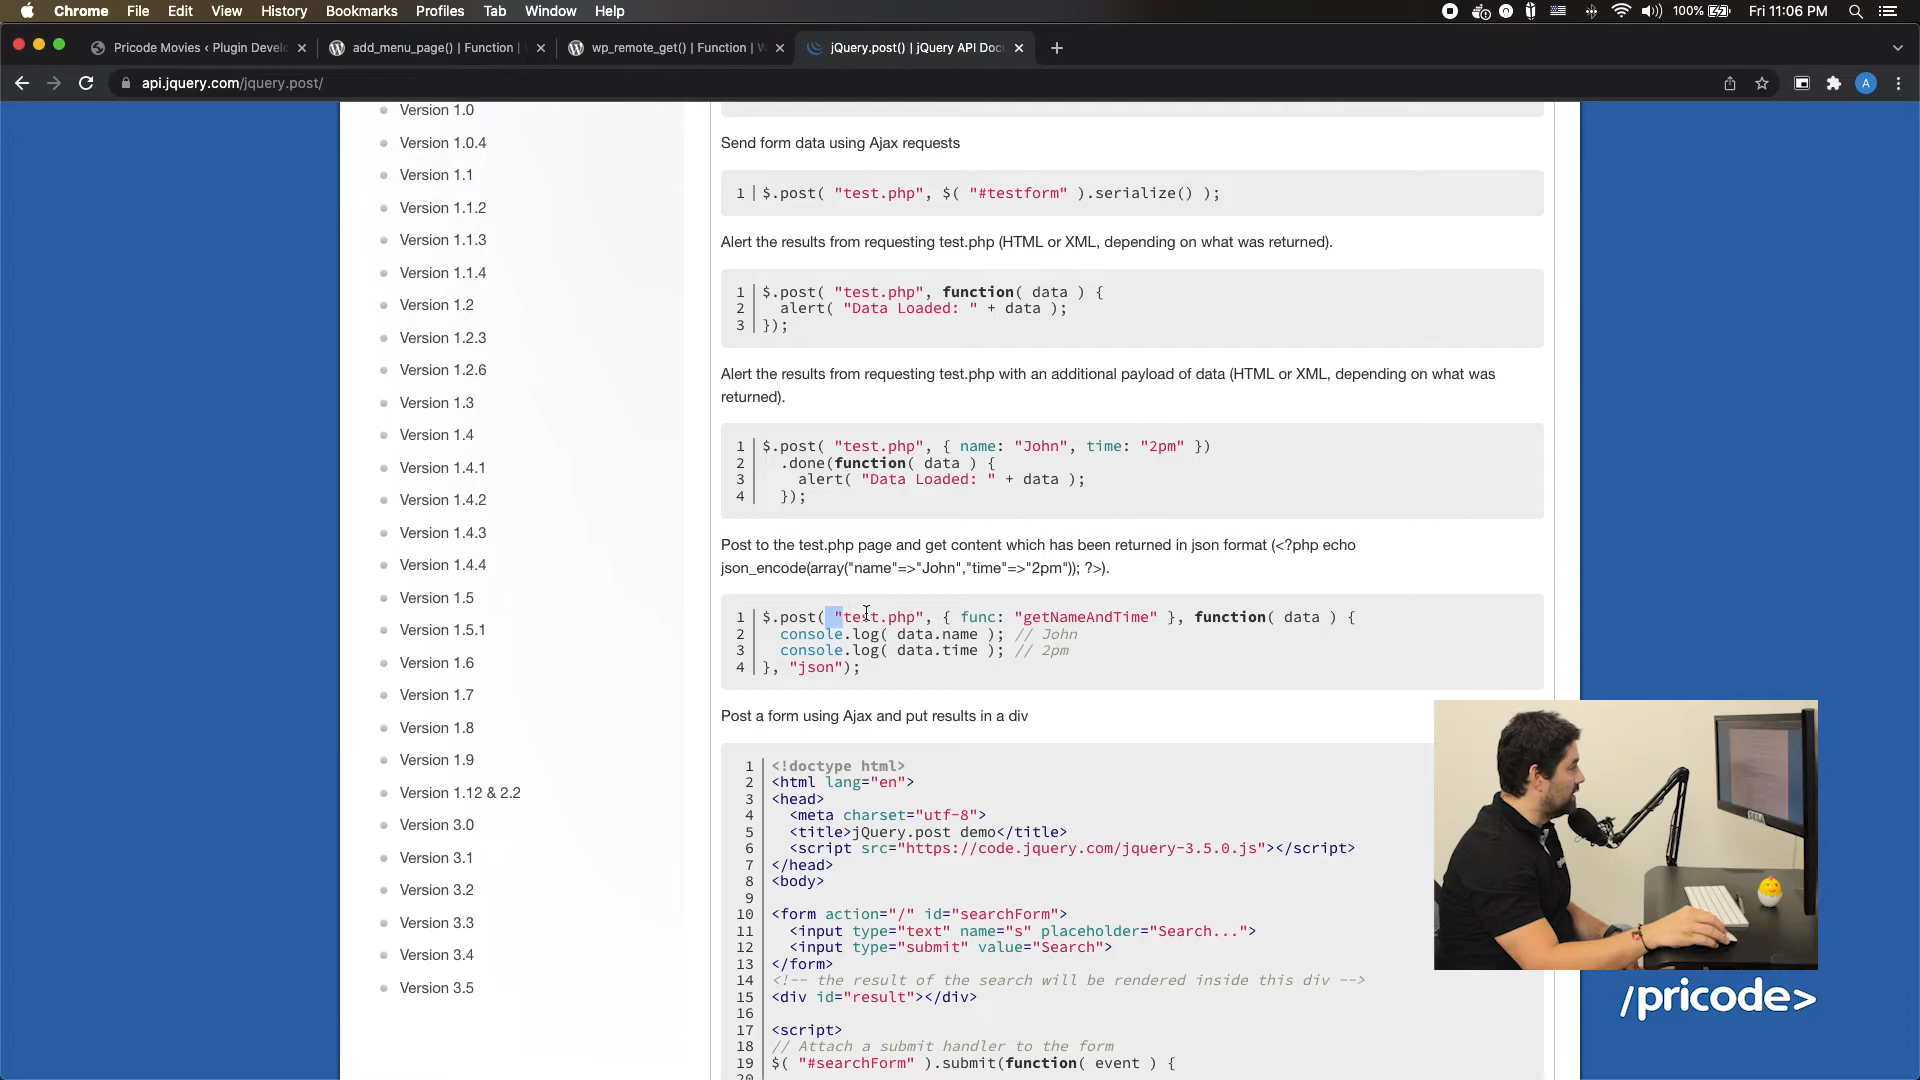 Chrome File Edit View History Bookmarks Profiles Tab Window Help 100% Fri 11:06 PM
Pricode Movies ‹ Plugin Devel add_menu_page() | Function | wp_remote_get() | Function | W jQuery.post() | jQuery API Doc
api.jquery.com/jquery.post/ A
Version 1.0
Version 1.0.4
Version 1.1
Version 1.1.2
Version 1.1.3
Version 1.1.4
Version 1.2
Version 1.2.3
Version 1.2.6
Version 1.3
Version 1.4
Version 1.4.1
Version 1.4.2
Version 1.4.3
Version 1.4.4
Version 1.5
Version 1.5.1
Version 1.6
Version 1.7
Version 1.8
Version 1.9
Version 1.12 & 2.2
Version 3.0
Version 3.1
Version 3.2
Version 3.3
Version 3.4
Version 3.5
Send form data using Ajax requests
1 $.post( "test.php", $( "#testform" ).serialize() );
Alert the results from requesting test.php (HTML or XML, depending on what was returned).
1 $.post( "test.php", function( data ) {
2 alert( "Data Loaded: " + data );
3 });
Alert the results from requesting test.php with an additional payload of data (HTML or XML, depending on what was
returned).
1 $.post( "test.php", { name: "John", time: "2pm" })
2 .done(function( data ) {
3 alert( "Data Loaded: " + data );
4 });
Post to the test.php page and get content which has been returned in json format (<?php echo
json_encode(array("name"=>"John","time"=>"2pm")); ?>).
1 $.post( "test.php", { func: "getNameAndTime" }, function( data ) {
2 console.log( data.name ); // John
3 console.log( data.time ); // 2pm
4 }, "json");
Post a form using Ajax and put results in a div
1 <!doctype html>
2 <html lang="en">
3 <head>
4 <meta charset="utf-8">
5 <title>jQuery.post demo</title>
6 <script src="https://code.jquery.com/jquery-3.5.0.js"></script>
7 </head>
8 <body>
9
10 <form action="/" id="searchForm">
11 <input type="text" name="s" placeholder="Search...">
12 <input type="submit" value="Search">
13 </form>
14 <!-- the result of the search will be rendered inside this div -->
15 <div id="result"></div>
16
17 <script>
18 // Attach a submit handler to the form
19 $( "#searchForm" ).submit(function( event ) {
20
/pricode>